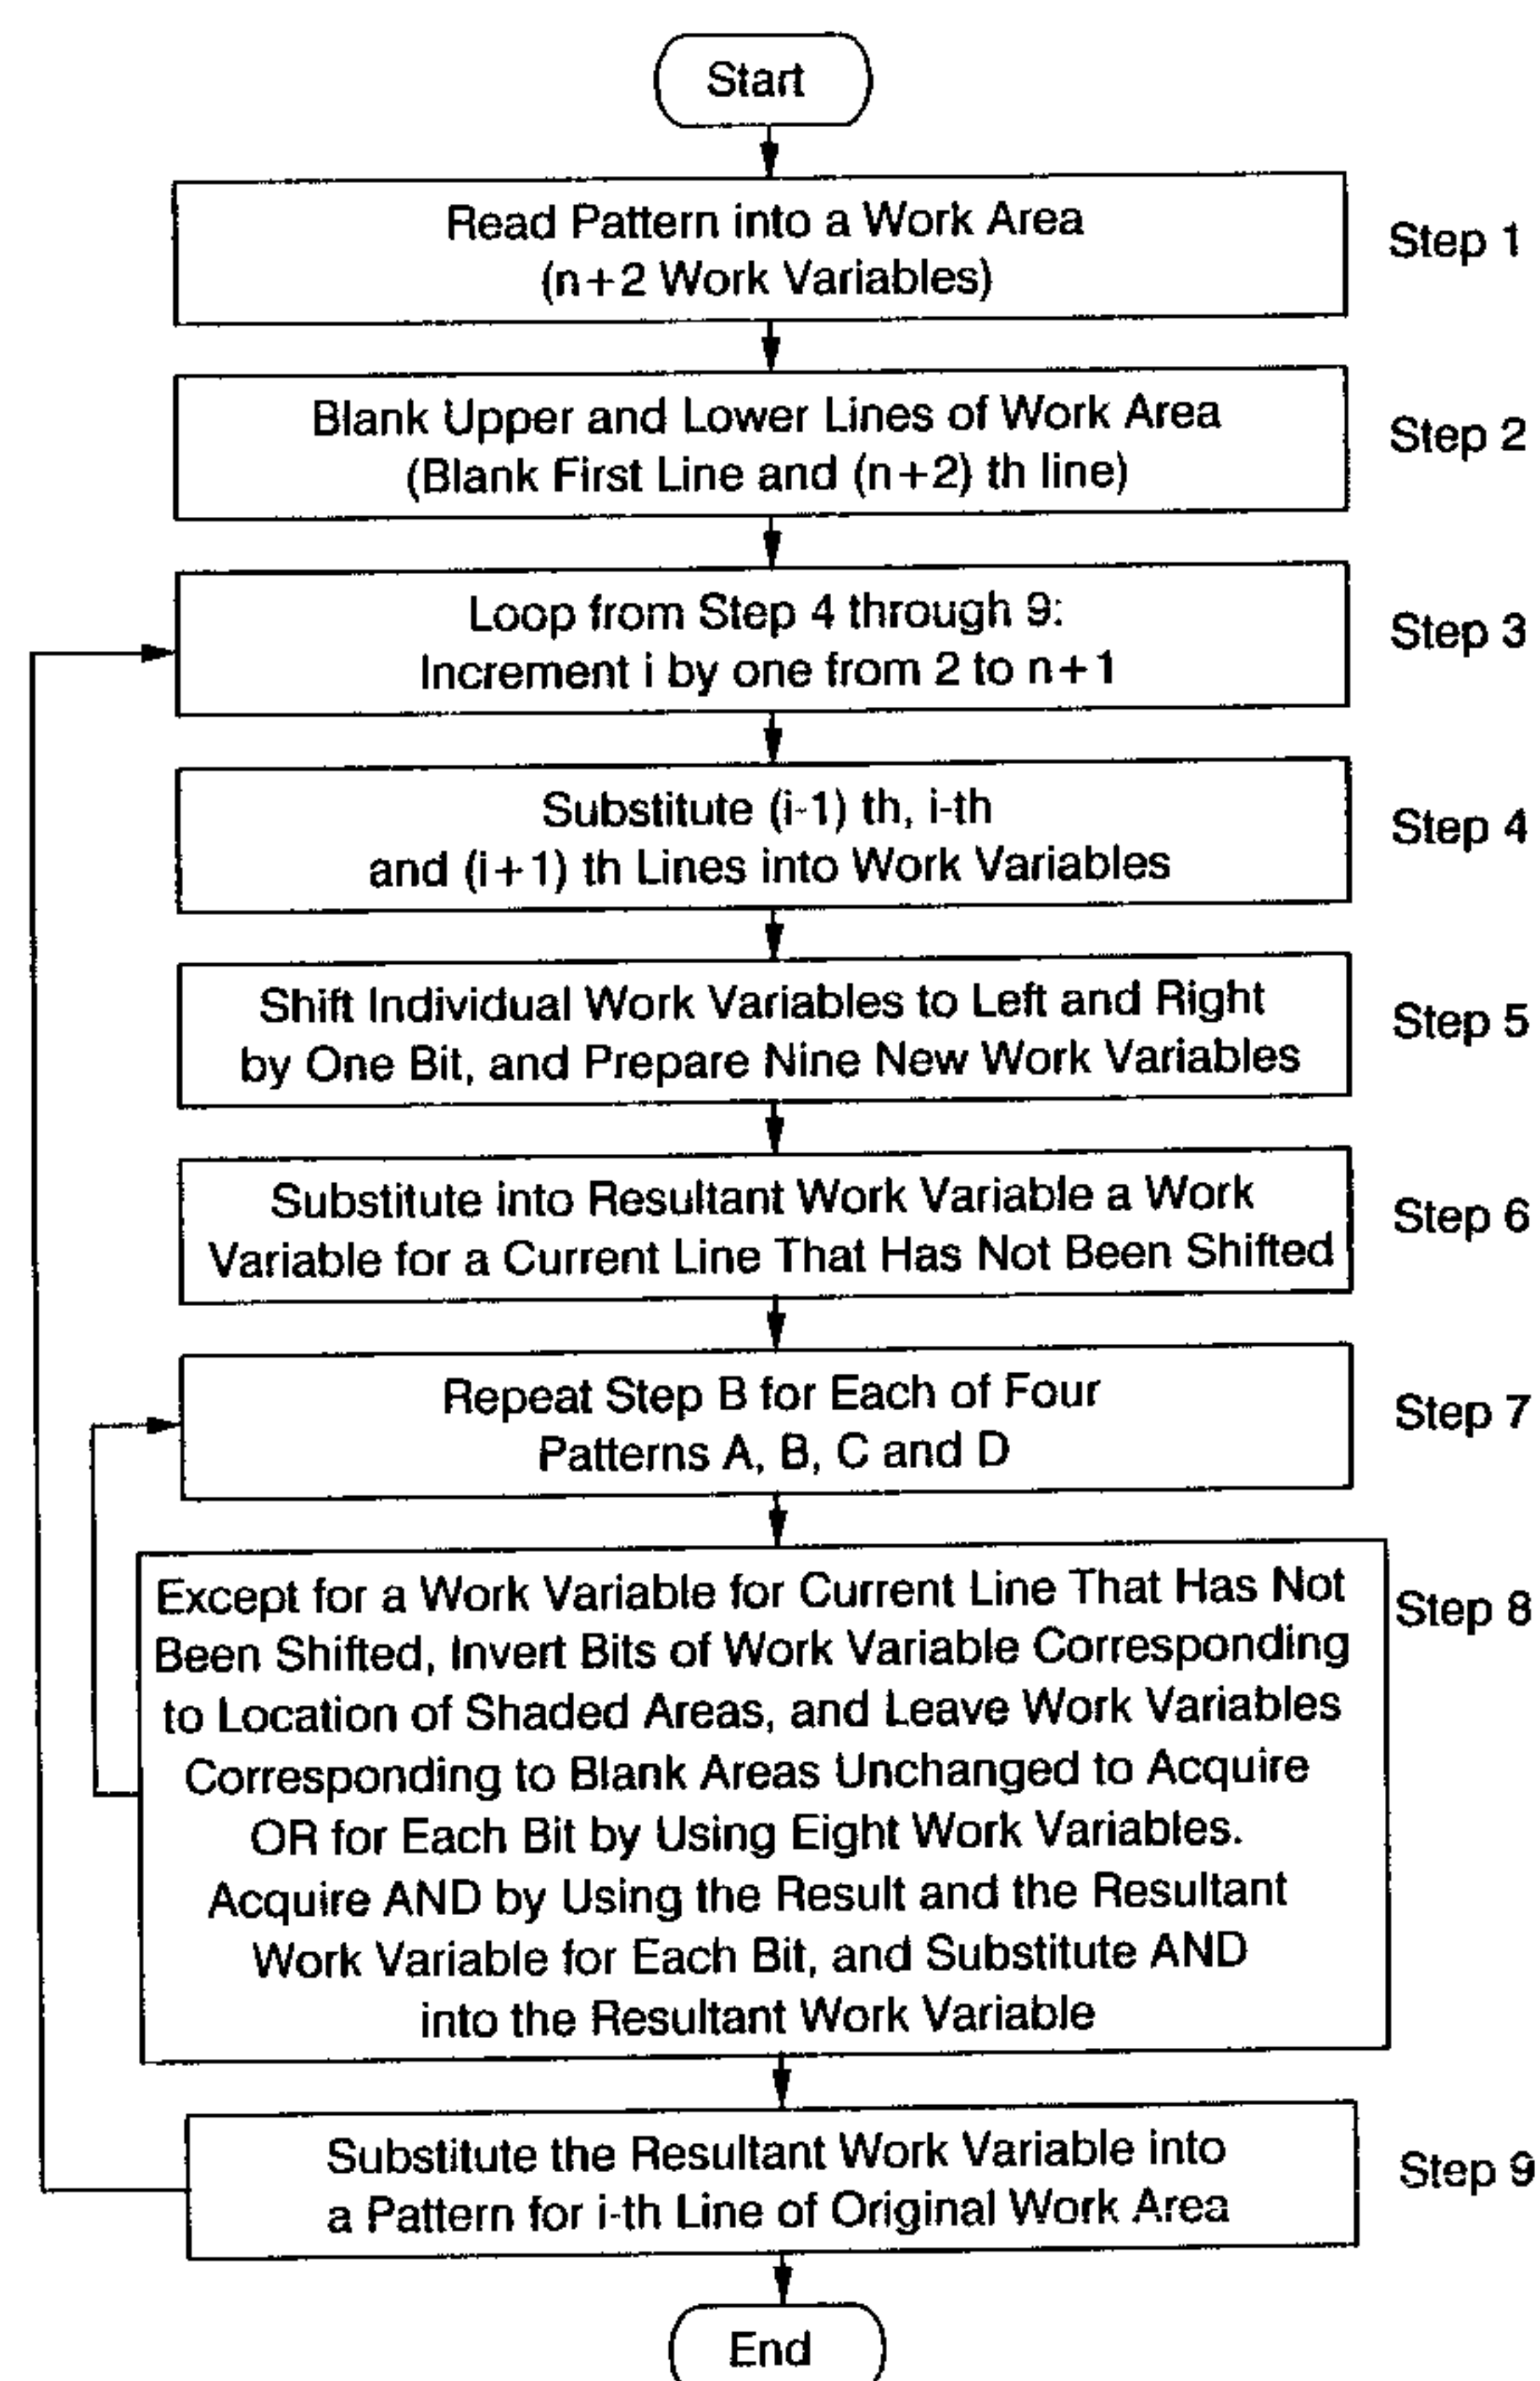 Start
Read Pattern into a Work Area
(n+2 Work Variables)
Step 1
Blank Upper and Lower Lines of Work Area
(Blank First Line and (n+2) th line)
Step 2
Loop from Step 4 through 9:
Increment i by one from 2 to n+1
Step 3
Substitute (i-1) th, i-th
and (i+1) th Lines into Work Variables
Step 4
Shift Individual Work Variables to Left and Right
by One Bit, and Prepare Nine New Work Variables
Step 5
Substitute into Resultant Work Variable a Work
Variable for a Current Line That Has Not Been Shifted
Step 6
Repeat Step B for Each of Four
Patterns A, B, C and D
Step 7
Except for a Work Variable for Current Line That Has Not
Been Shifted, Invert Bits of Work Variable Corresponding
to Location of Shaded Areas, and Leave Work Variables
Corresponding to Blank Areas Unchanged to Acquire
OR for Each Bit by Using Eight Work Variables.
Acquire AND by Using the Result and the Resultant
Work Variable for Each Bit, and Substitute AND
into the Resultant Work Variable
Step 8
Substitute the Resultant Work Variable into
a Pattern for i-th Line of Original Work Area
Step 9
End